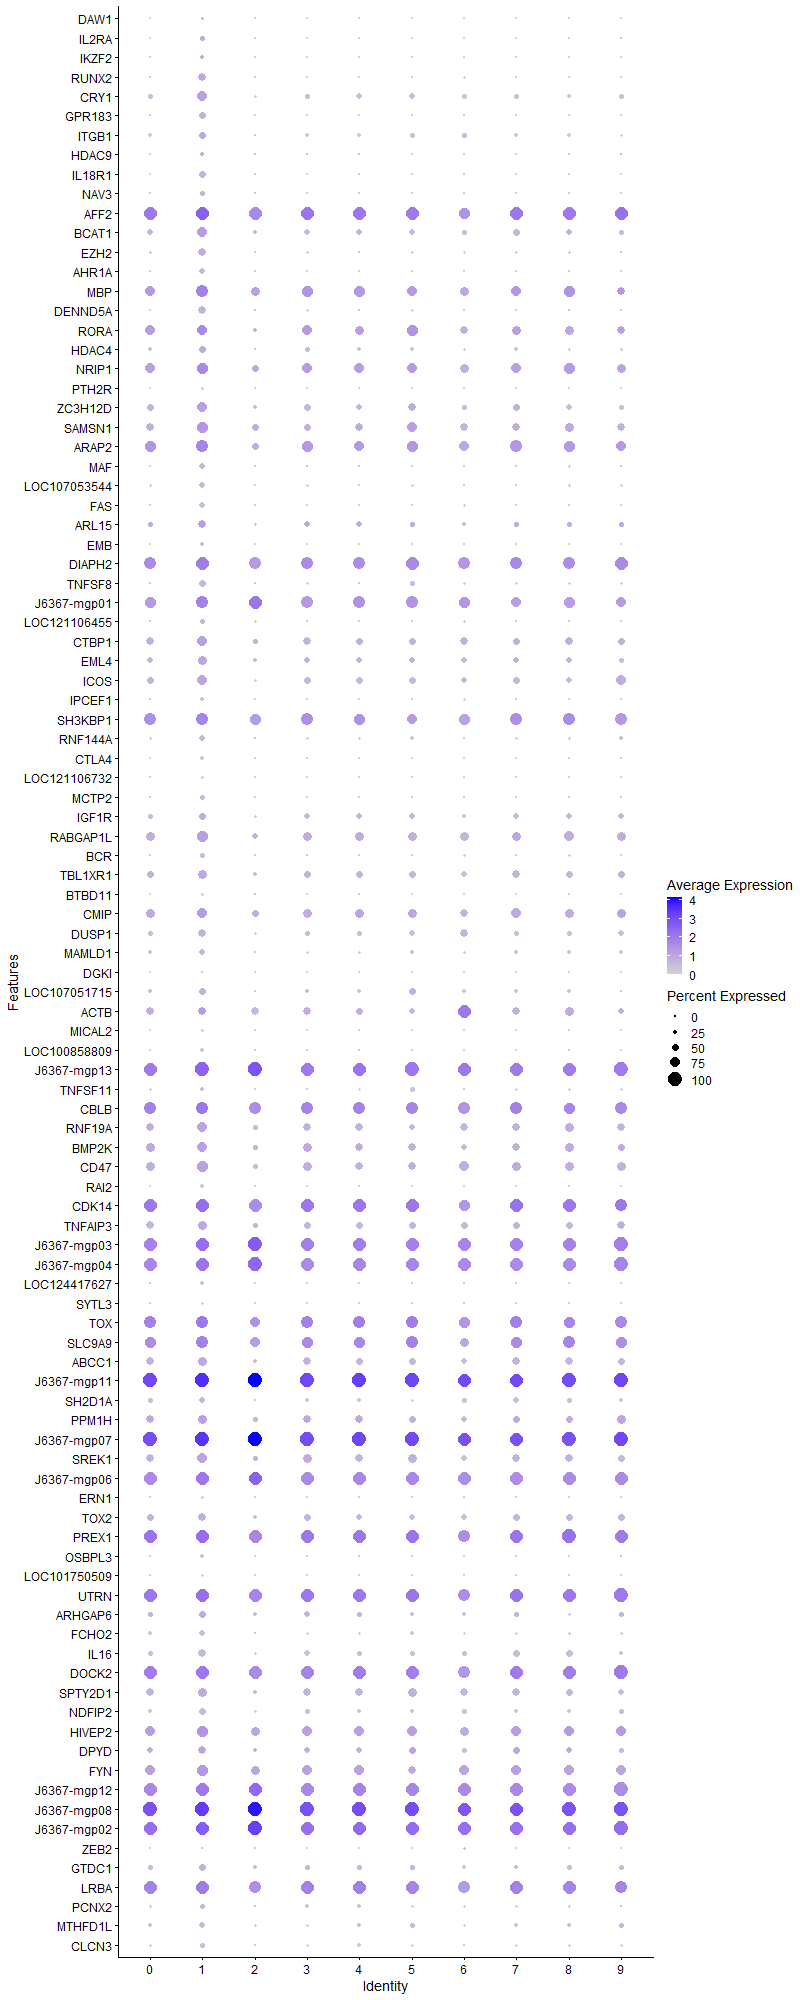 DAW1
IL2RA
IKZF2
RUNX2
CRY1
GPR183
ITGB1
HDAC9
IL18R1
NAV3
AFF2
BCAT1
EZH2
AHR1A
MBP
DENND5A
RORA
HDAC4
NRIP1
PTH2R
ZC3H12D
SAMSN1
ARAP2
MAF
LOC107053544
FAS
ARL15
EMB
DIAPH2
TNFSF8
J6367-mgp01
LOC121106455
CTBP1
EML4
ICOS
IPCEF1
SH3KBP1
RNF144A
CTLA4
LOC121106732
MCTP2
IGF1R
RABGAP1L
BCR
TBL1XR1
BTBD11
CMIP
DUSP1
MAMLD1
DGKI
LOC107051715
ACTB
MICAL2
LOC100858809
J6367-mgp13
TNFSF11
CBLB
RNF19A
BMP2K
CD47
RAI2
CDK14
TNFAIP3
J6367-mgp03
J6367-mgp04
LOC124417627
SYTL3
TOX
SLC9A9
ABCC1
J6367-mgp11
SH2D1A
PPM1H
J6367-mgp07
SREK1
J6367-mgp06
ERN1
TOX2
PREX1
OSBPL3
LOC101750509
UTRN
ARHGAP6
FCHO2
IL16
DOCK2
SPTY2D1
NDFIP2
HIVEP2
DPYD
FYN
J6367-mgp12
J6367-mgp08
J6367-mgp02
ZEB2
GTDC1
LRBA
PCNX2
MTHFD1L
CLCN3
Features
0 1 2 3 4 5 6 7 8 9
Identity
Average Expression
4
3
2
1
0
Percent Expressed
0
25
50
75
100